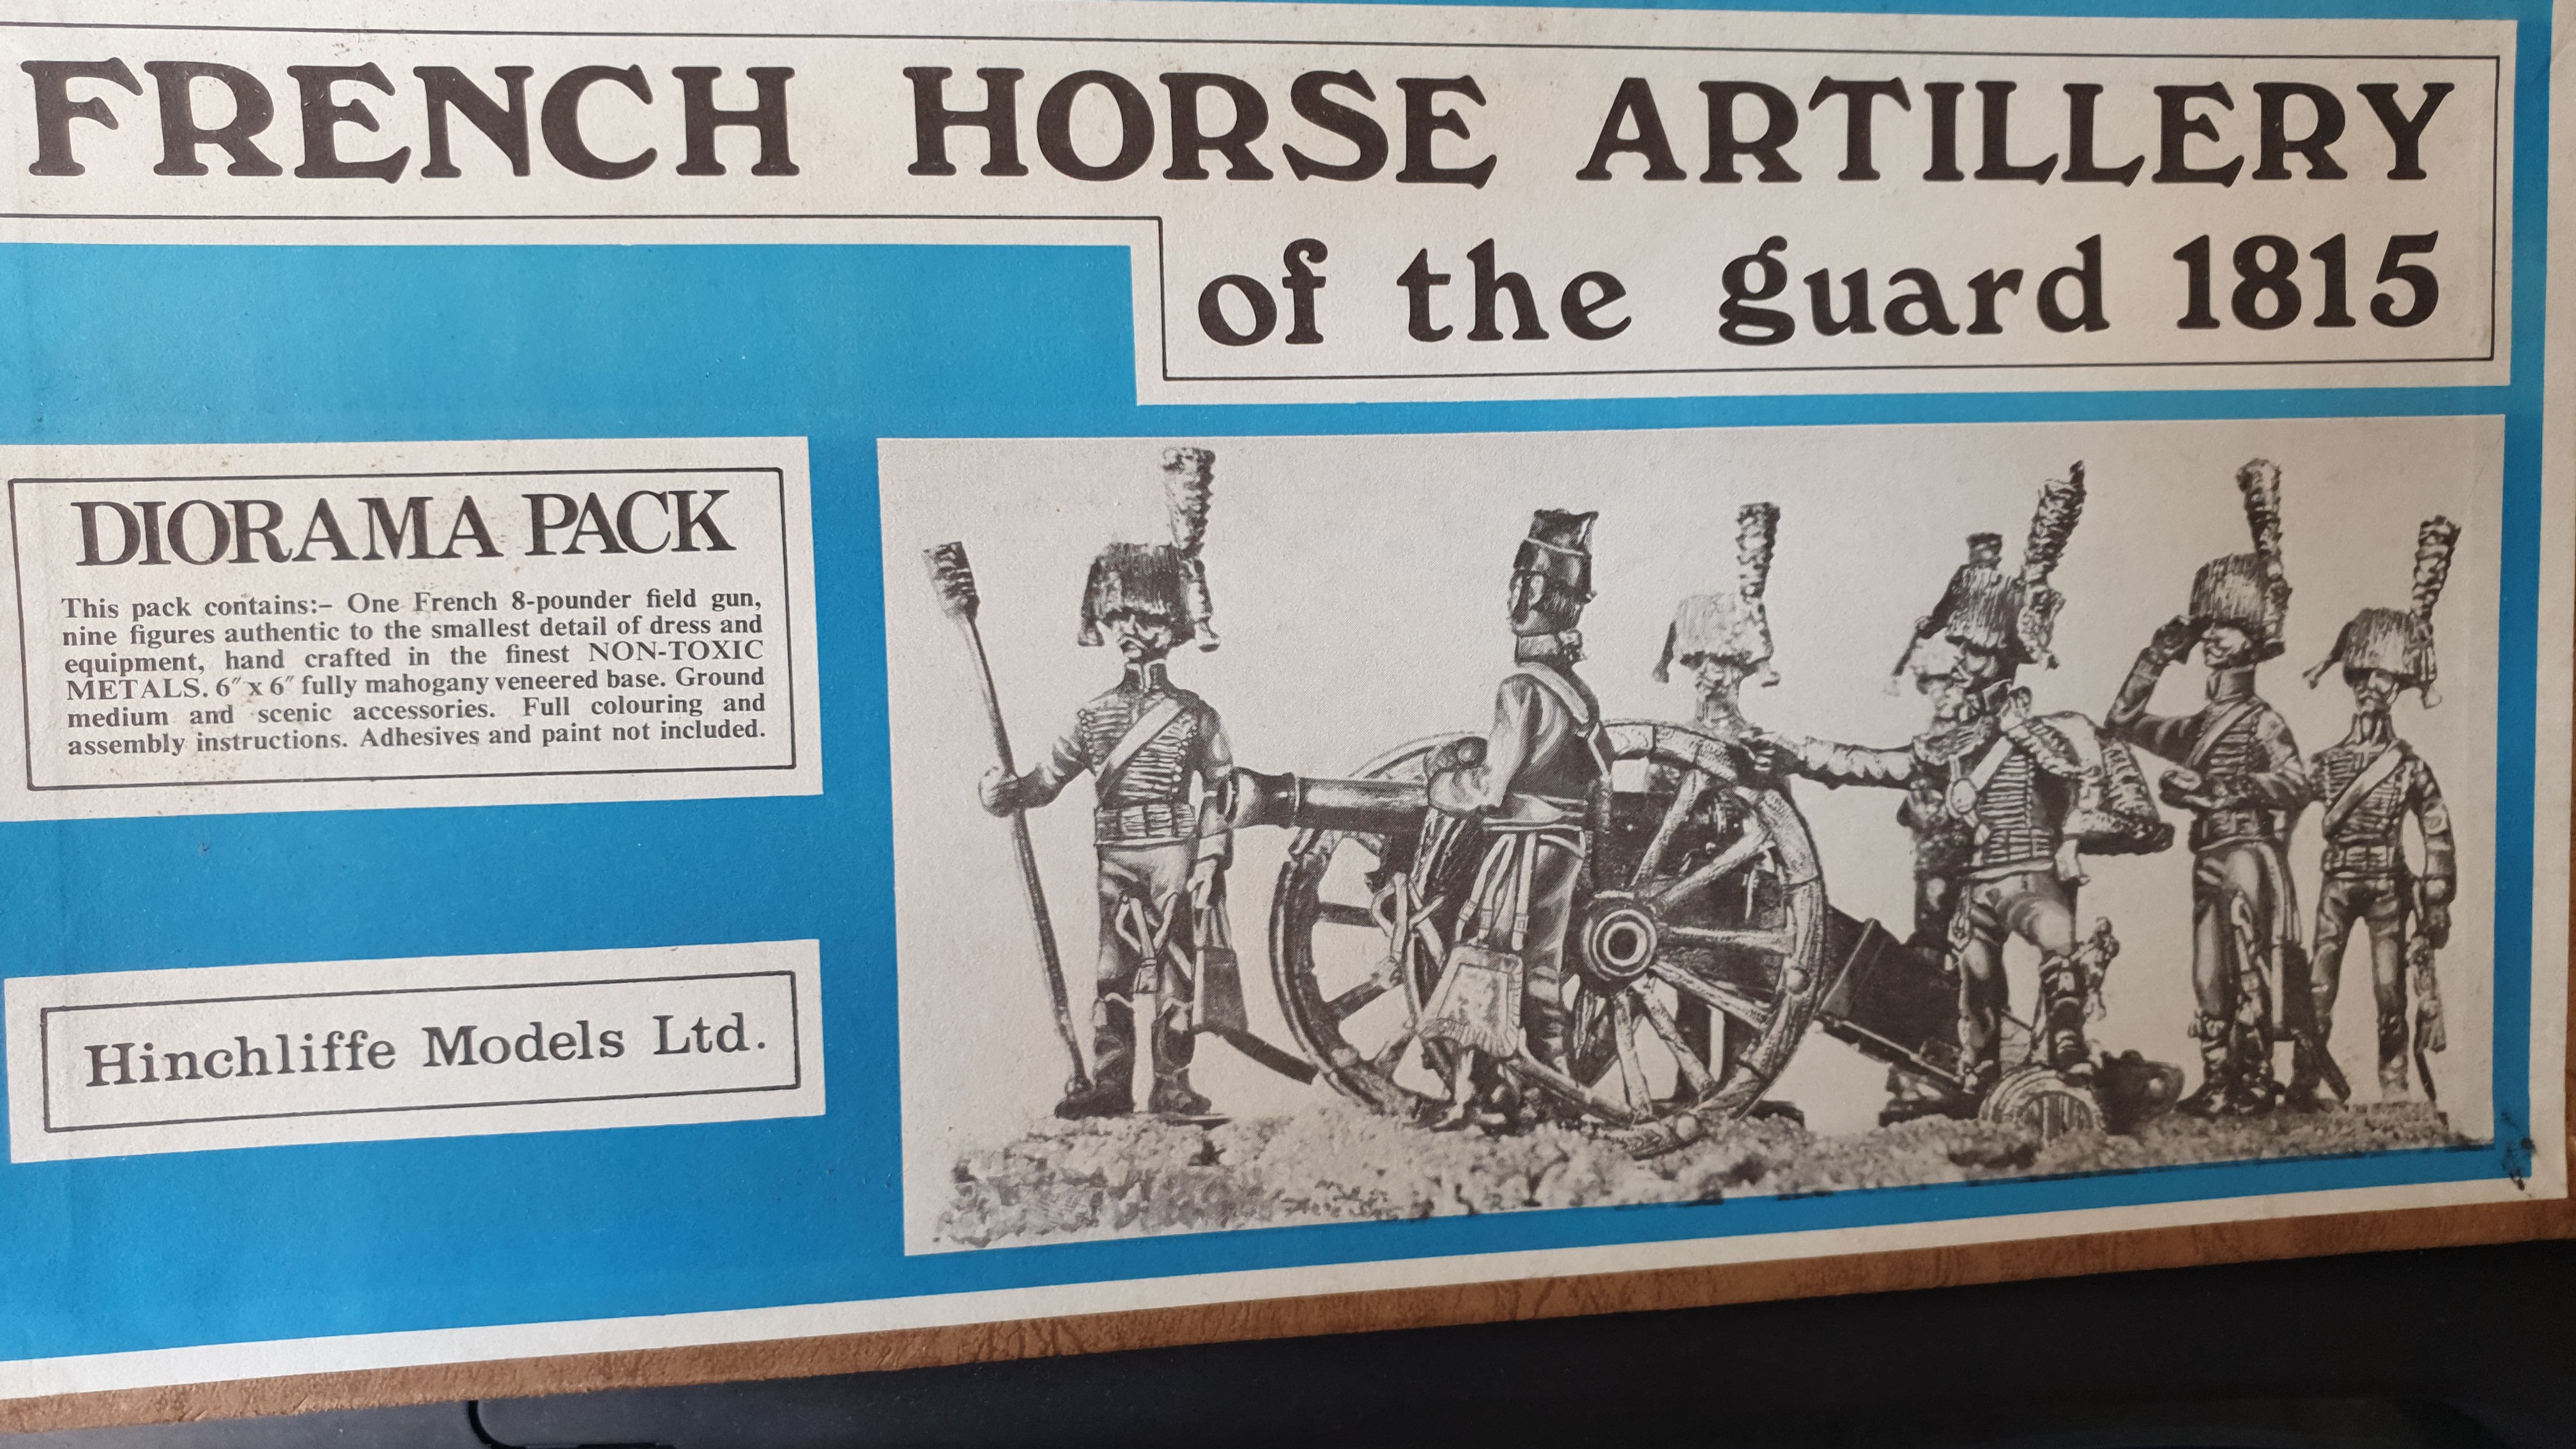 FRENCH HORSE ARTILLERY
of the guard 1815
DIORAMA PACK
This pack contains:– One French 8-pounder field gun,
nine figures authentic to the smallest detail of dress and
equipment, hand crafted in the finest NON-TOXIC
METALS. 6″ x 6″ fully mahogany veneered base. Ground
medium and scenic accessories. Full colouring and
assembly instructions. Adhesives and paint not included.
Hinchliffe Models Ltd.